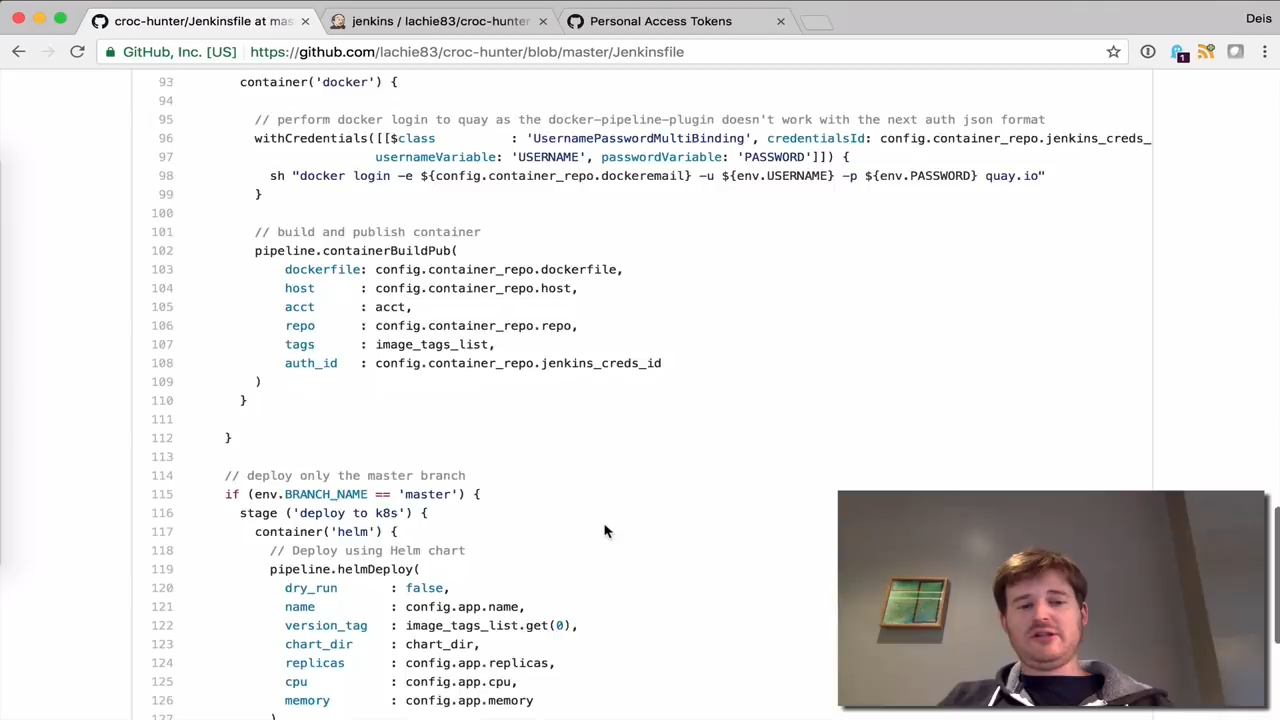 croc-hunter/Jenkinsfile at mas
jenkins / lachie83/croc-hunter
Personal Access Tokens
Deis
GitHub, Inc. [US]
https://github.com/lachie83/croc-hunter/blob/master/Jenkinsfile
1
93 container('docker') {
94
95 // perform docker login to quay as the docker-pipeline-plugin doesn't work with the next auth json format
96 withCredentials([[$class : 'UsernamePasswordMultiBinding', credentialsId: config.container_repo.jenkins_creds_
97 usernameVariable: 'USERNAME', passwordVariable: 'PASSWORD']]) {
98 sh "docker login -e ${config.container_repo.dockeremail} -u ${env.USERNAME} -p ${env.PASSWORD} quay.io"
99 }
100
101 // build and publish container
102 pipeline.containerBuildPub(
103 dockerfile: config.container_repo.dockerfile,
104 host : config.container_repo.host,
105 acct : acct,
106 repo : config.container_repo.repo,
107 tags : image_tags_list,
108 auth_id : config.container_repo.jenkins_creds_id
109 )
110 }
111
112 }
113
114 // deploy only the master branch
115 if (env.BRANCH_NAME == 'master') {
116 stage ('deploy to k8s') {
117 container('helm') {
118 // Deploy using Helm chart
119 pipeline.helmDeploy(
120 dry_run : false,
121 name : config.app.name,
122 version_tag : image_tags_list.get(0),
123 chart_dir : chart_dir,
124 replicas : config.app.replicas,
125 cpu : config.app.cpu,
126 memory : config.app.memory
127 )